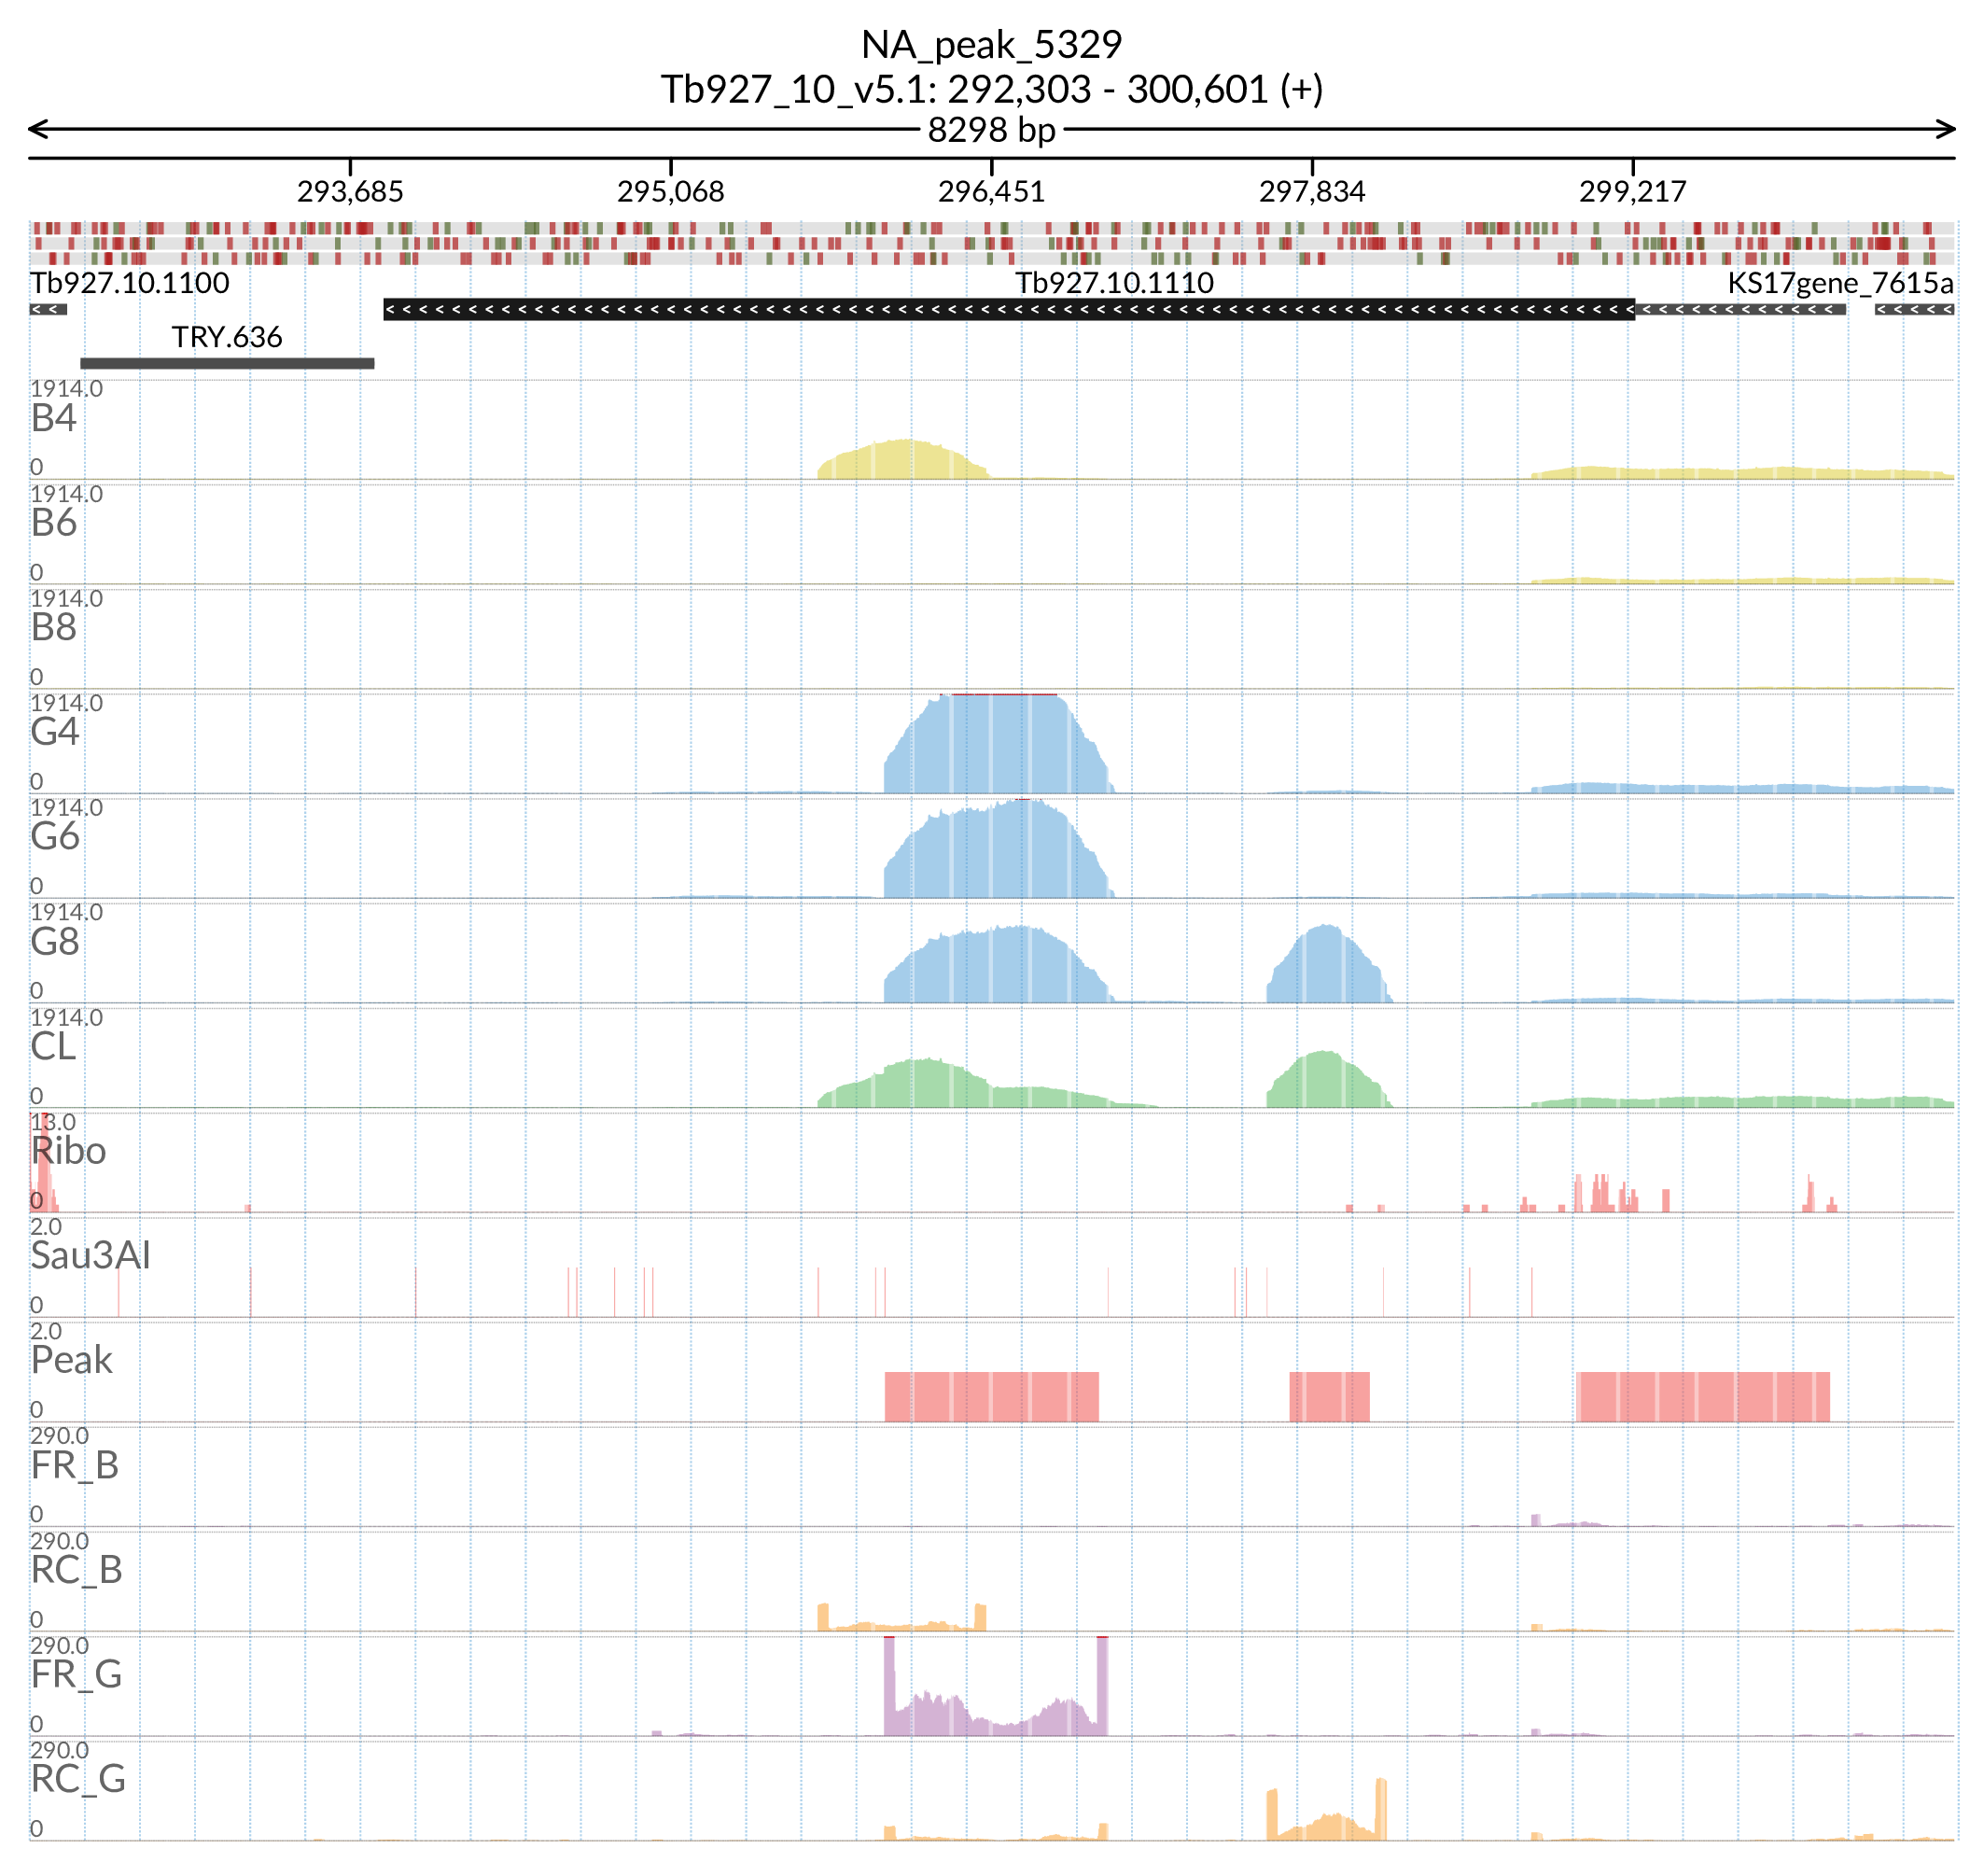 NA_peak_5329
Tb927_10_v5.1: 292,303 - 300,601 (+)
8298 bp
293,685 295,068 296,451 297,834 299,217
Tb927.10.1100 Tb927.10.1110 KS17gene_7615a
TRY.636
1914.0
B4
0
1914.0
B6
0
1914.0
B8
0
1914.0
G4
0
1914.0
G6
0
1914.0
G8
0
1914.0
CL
0
13.0
Ribo
0
2.0
Sau3AI
0
2.0
Peak
0
290.0
FR_B
0
290.0
RC_B
0
290.0
FR_G
0
290.0
RC_G
0